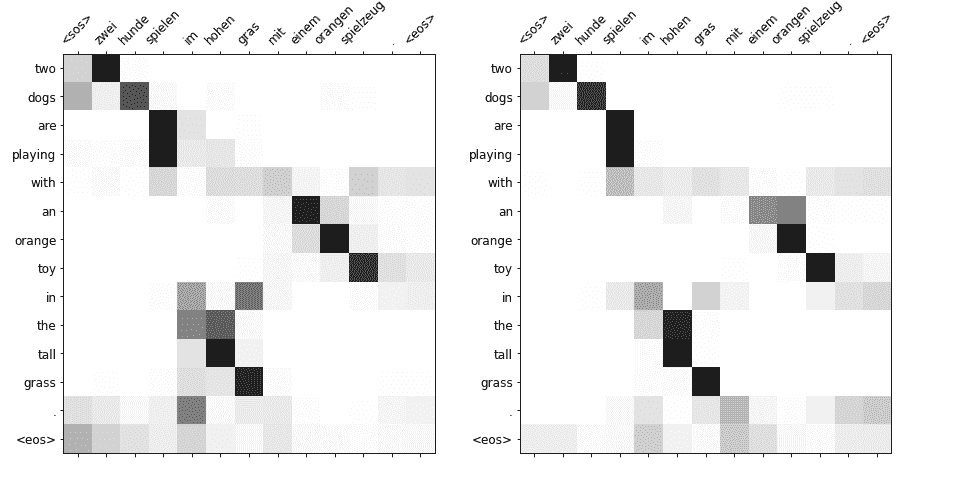 <sos> zwei hunde spielen im hohen gras mit einem orangen spielzeug . <eos>
two
dogs
are
playing
with
an
orange
toy
in
the
tall
grass
.
<eos>
<sos> zwei hunde spielen im hohen gras mit einem orangen spielzeug . <eos>
two
dogs
are
playing
with
an
orange
toy
in
the
tall
grass
.
<eos>